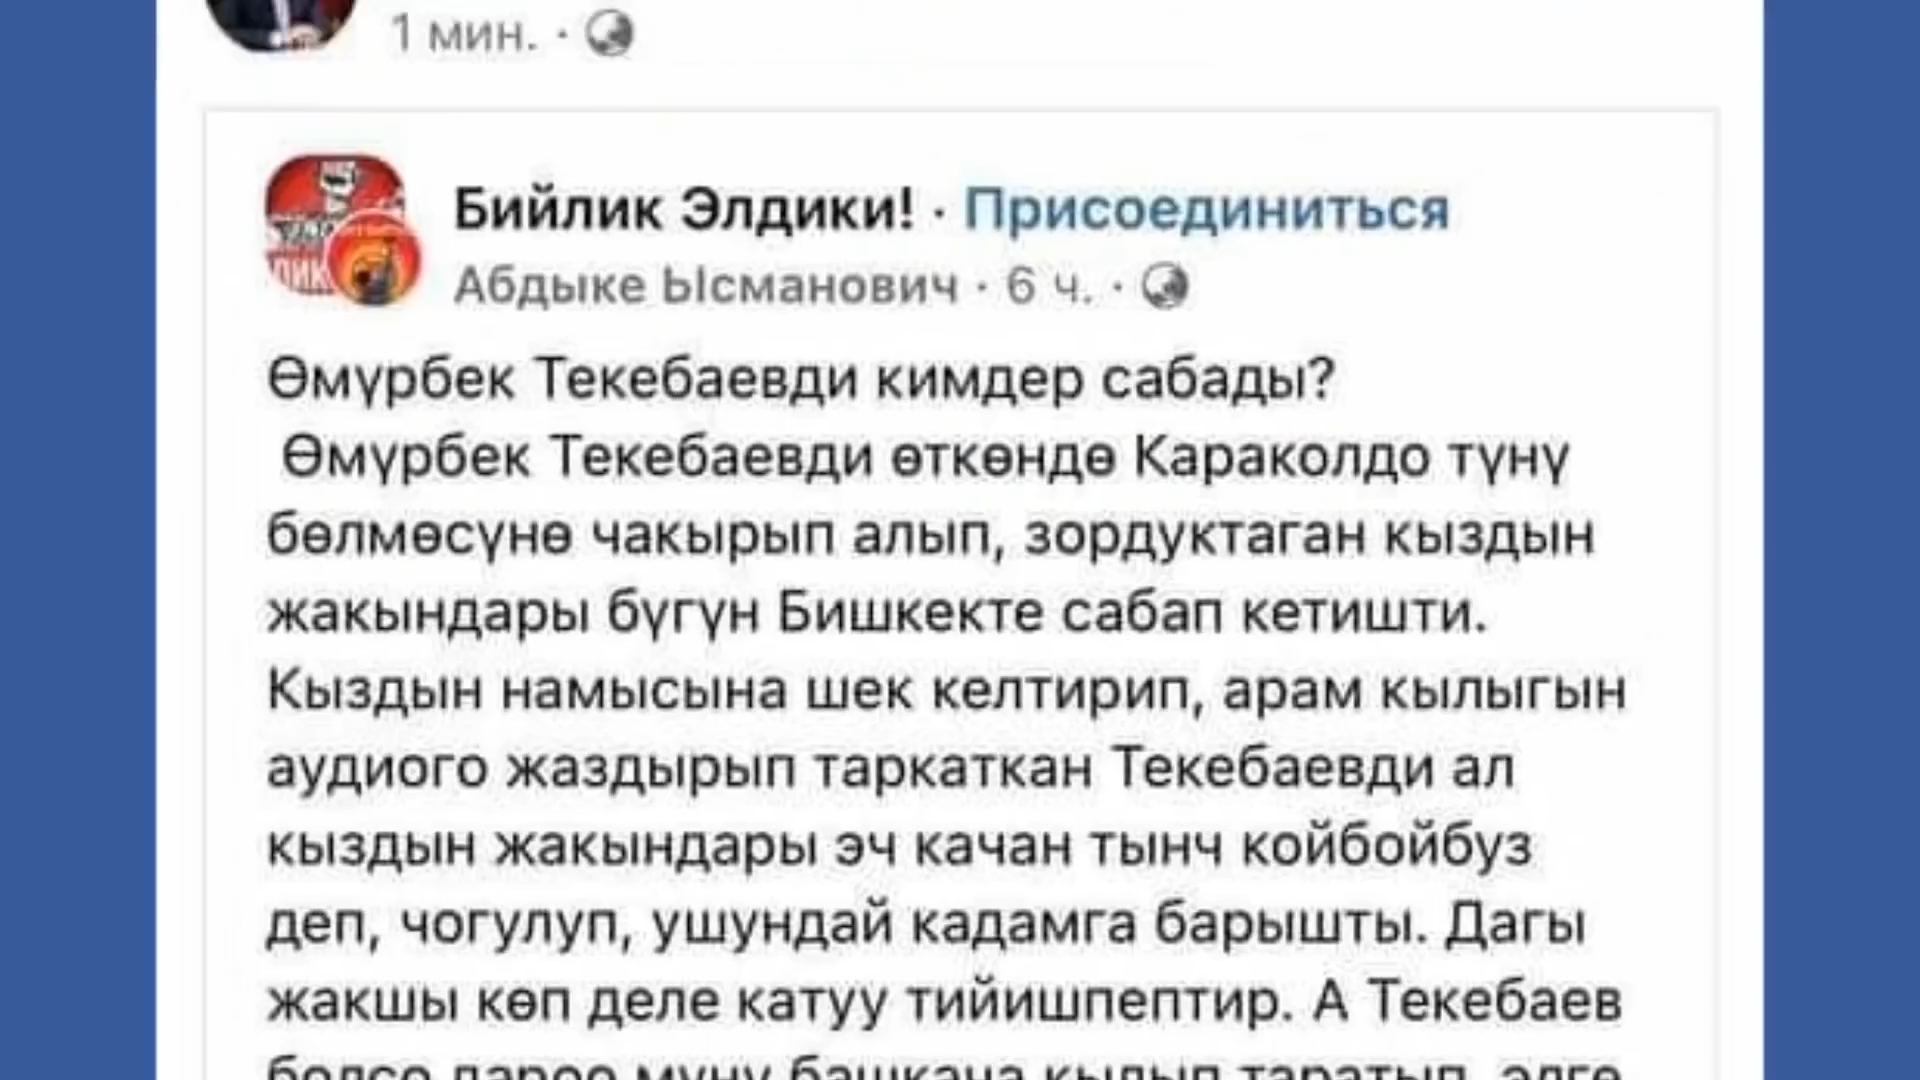 1 мин.
Бийлик Элдики! · Присоединиться
Абдыке Ысманович · 6 ч. ·
Өмүрбек Текебаевди кимдер сабады?
Өмүрбек Текебаевди өткөндө Караколдо түнү
бөлмөсүнө чакырып алып, зордуктаган кыздын
жакындары бүгүн Бишкекте сабап кетишти.
Кыздын намысына шек келтирип, арам кылыгын
аудиого жаздырып таркаткан Текебаевди ал
кыздын жакындары эч качан тынч койбойбуз
деп, чогулуп, ушундай кадамга барышты. Дагы
жакшы көп деле катуу тийишпептир. А Текебаев
болсо дароо муну башкача кылып таратып, элге